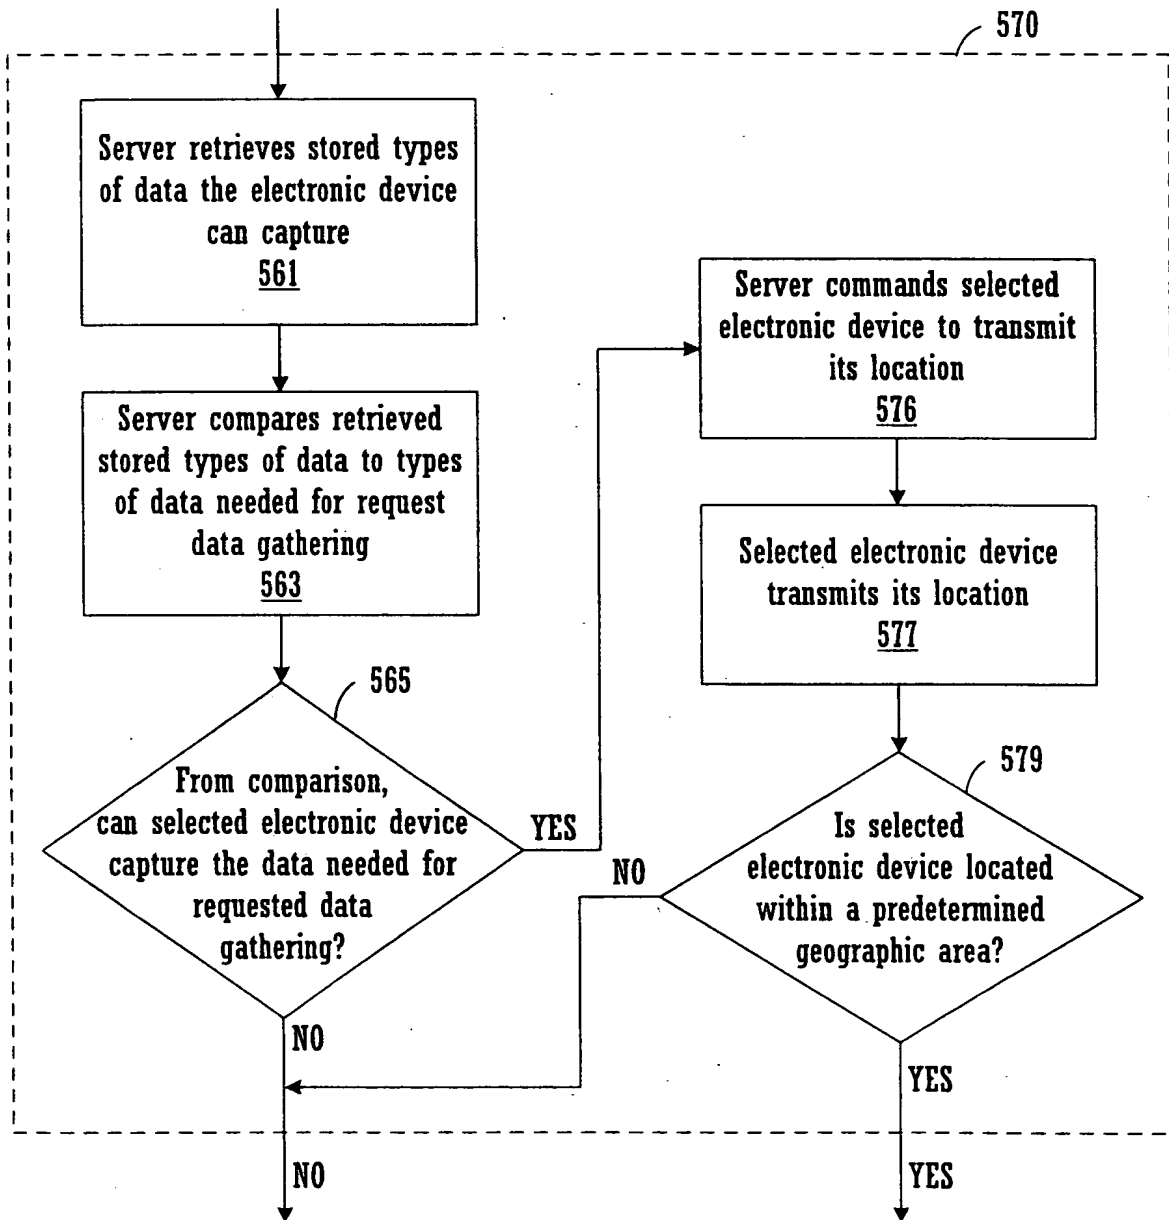 570
Server retrieves stored types
of data the electronic device
can capture
561
Server compares retrieved
stored types of data to types
of data needed for request
data gathering
563
565
From comparison,
can selected electronic device
capture the data needed for
requested data
gathering?
YES
NO
Server commands selected
electronic device to transmit
its location
576
Selected electronic device
transmits its location
577
579
Is selected
electronic device located
within a predetermined
geographic area?
NO
YES
NO
YES